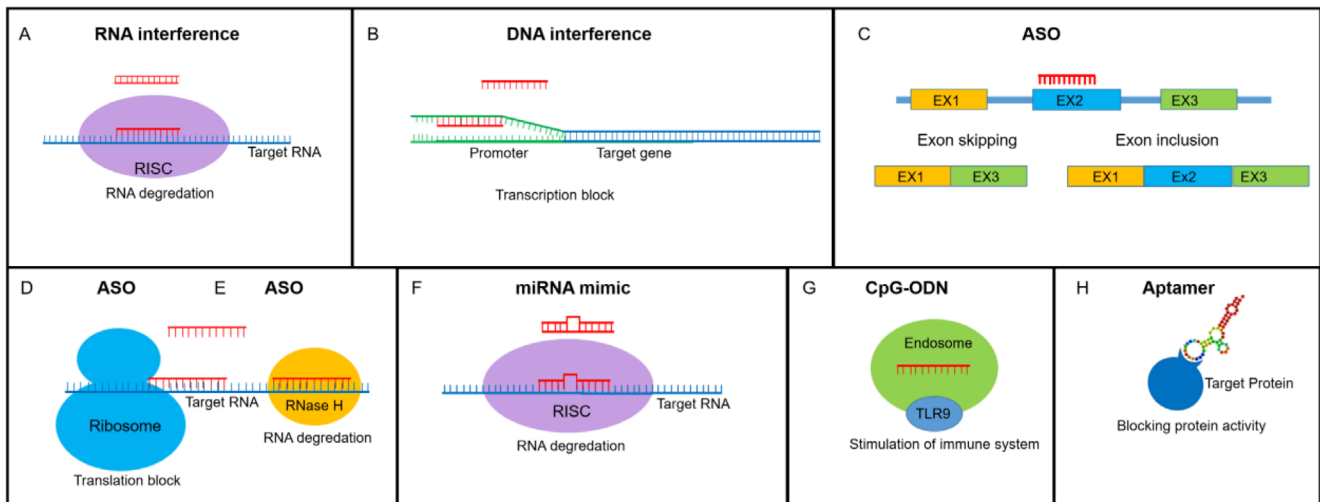 A RNA interference
Target RNA
RISC
RNA degredation
B DNA interference
Promoter Target gene
Transcription block
C ASO
EX1 EX2 EX3
Exon skipping Exon inclusion
EX1 EX3 EX1 Ex2 EX3
D ASO
Ribosome
Target RNA
Translation block
E ASO
RNase H
RNA degredation
F miRNA mimic
RISC
Target RNA
RNA degredation
G CpG-ODN
Endosome
TLR9
Stimulation of immune system
H Aptamer
Target Protein
Blocking protein activity